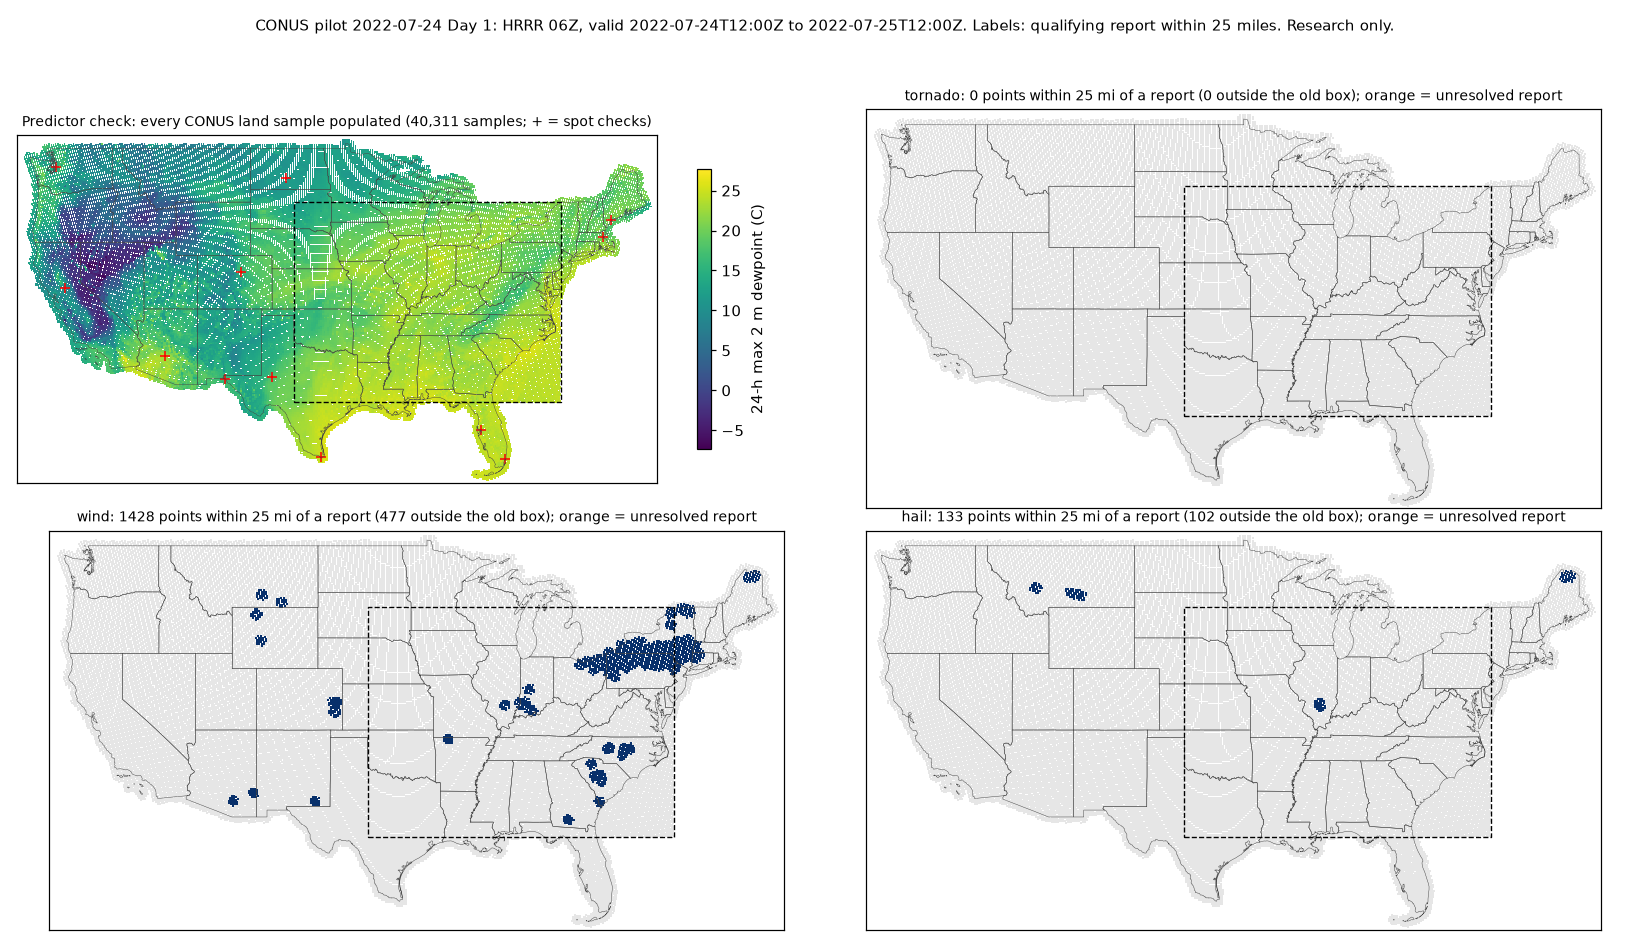 CONUS pilot 2022-07-24 Day 1: HRRR 06Z, valid 2022-07-24T12:00Z to 2022-07-25T12:00Z. Labels: qualifying report within 25 miles. Research only.
Predictor check: every CONUS land sample populated (40,311 samples; + = spot checks)
25
20
15
10
5
0
−5
24-h max 2 m dewpoint (C)
tornado: 0 points within 25 mi of a report (0 outside the old box); orange = unresolved report
wind: 1428 points within 25 mi of a report (477 outside the old box); orange = unresolved report
hail: 133 points within 25 mi of a report (102 outside the old box); orange = unresolved report